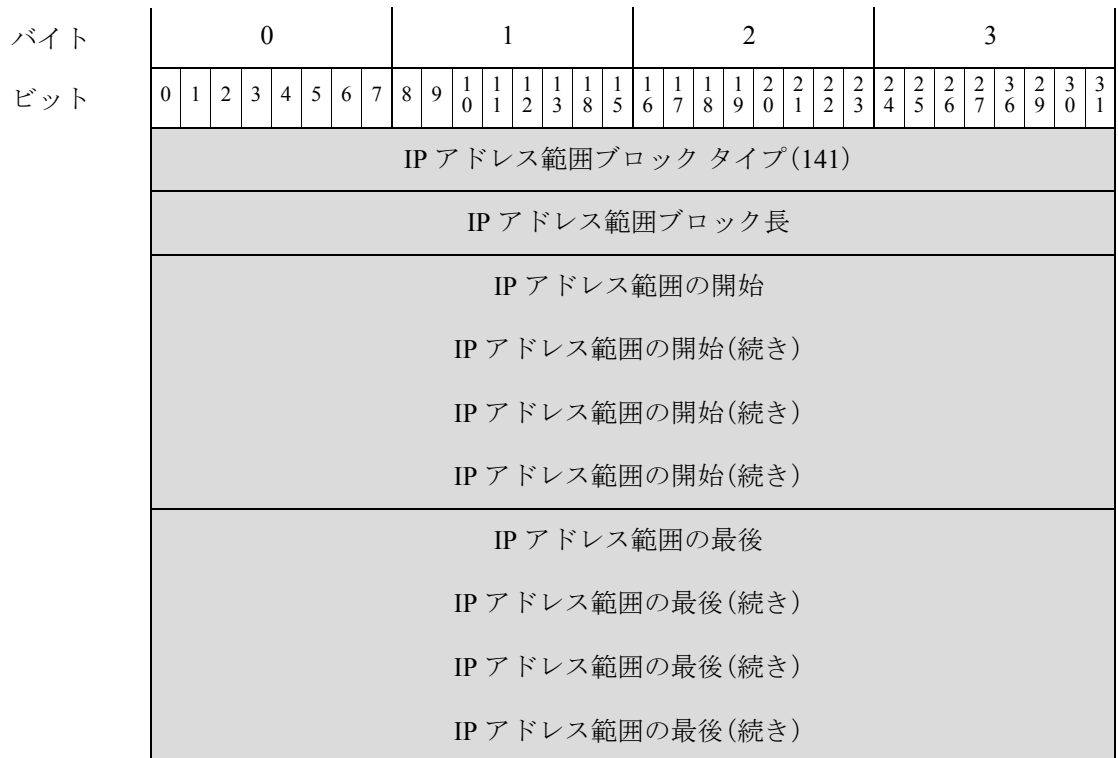 バイト 0 1 2 3
ビット 0 1 2 3 4 5 6 7 8 9 10 11 12 13 18 15 16 17 18 19 20 21 22 23 24 25 26 27 36 29 30 31
IP アドレス範囲ブロック タイプ(141)
IP アドレス範囲ブロック長
IP アドレス範囲の開始
IP アドレス範囲の開始(続き)
IP アドレス範囲の開始(続き)
IP アドレス範囲の開始(続き)
IP アドレス範囲の最後
IP アドレス範囲の最後(続き)
IP アドレス範囲の最後(続き)
IP アドレス範囲の最後(続き)